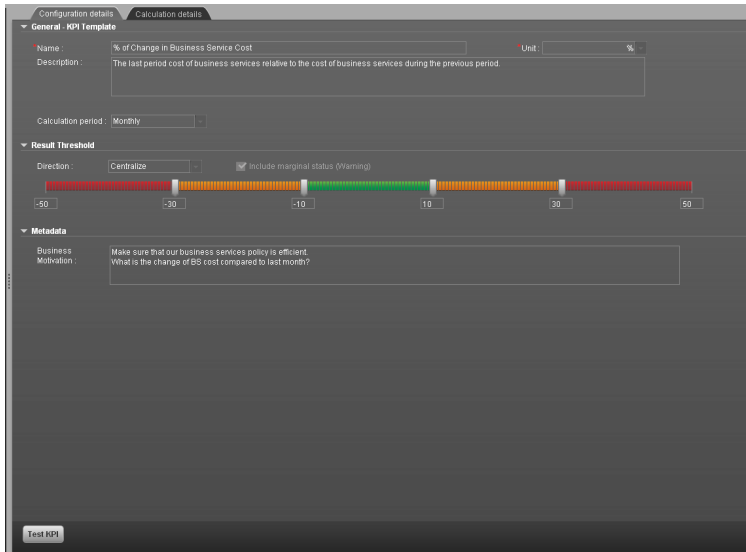 Configuration details
Calculation details
General - KPI Template
*Name :
% of Change in Business Service Cost
*Unit :
%
Description :
The last period cost of business services relative to the cost of business services during the previous period.
Calculation period :
Monthly
Result Threshold
Direction :
Centralize
Include marginal status (Warning)
-50
-30
-10
10
30
50
Metadata
Business
Motivation :
Make sure that our business services policy is efficient.
What is the change of BS cost compared to last month?
Test KPI